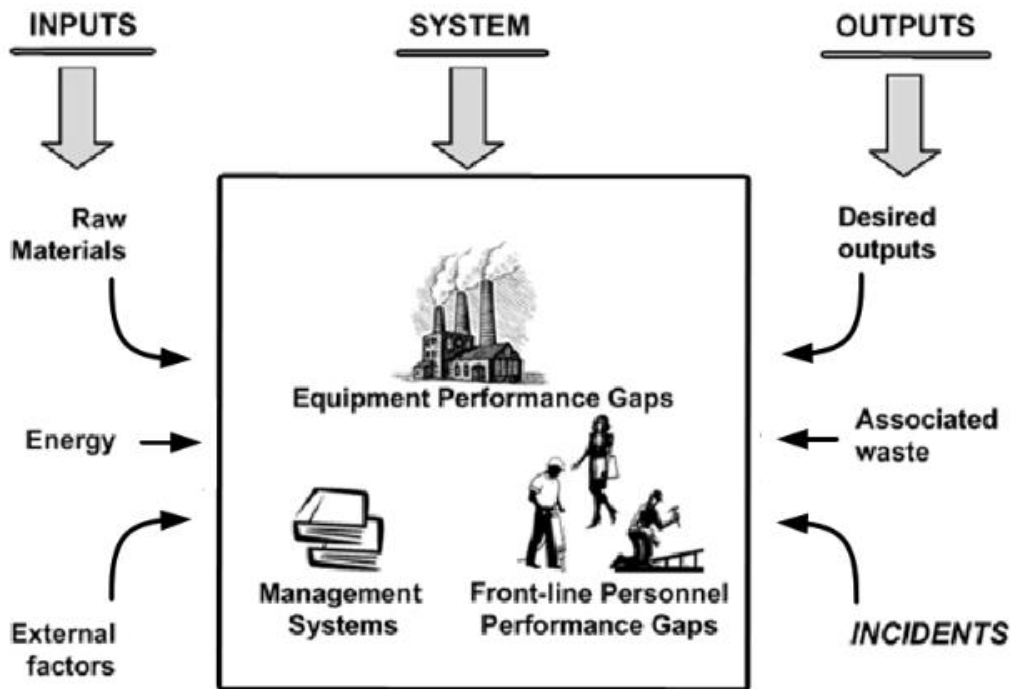 INPUTS
SYSTEM
OUTPUTS
Raw
Materials
Desired
outputs
Equipment Performance Gaps
Energy
Associated
waste
Management
Systems
Front-line Personnel
Performance Gaps
External
factors
INCIDENTS